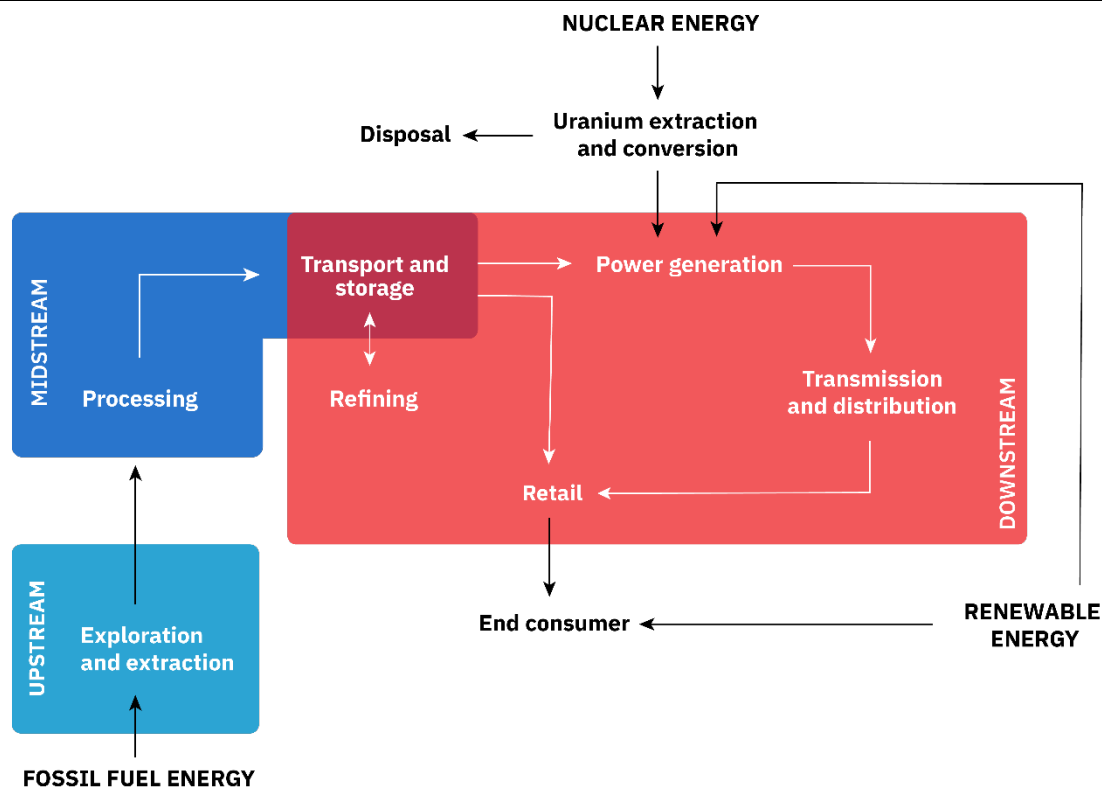 NUCLEAR ENERGY
Uranium extraction
and conversion
Disposal
MIDSTREAM
Transport and
storage
Power generation
Processing
Refining
Transmission
and distribution
DOWNSTREAM
Retail
UPSTREAM
Exploration
and extraction
End consumer
RENEWABLE
ENERGY
FOSSIL FUEL ENERGY